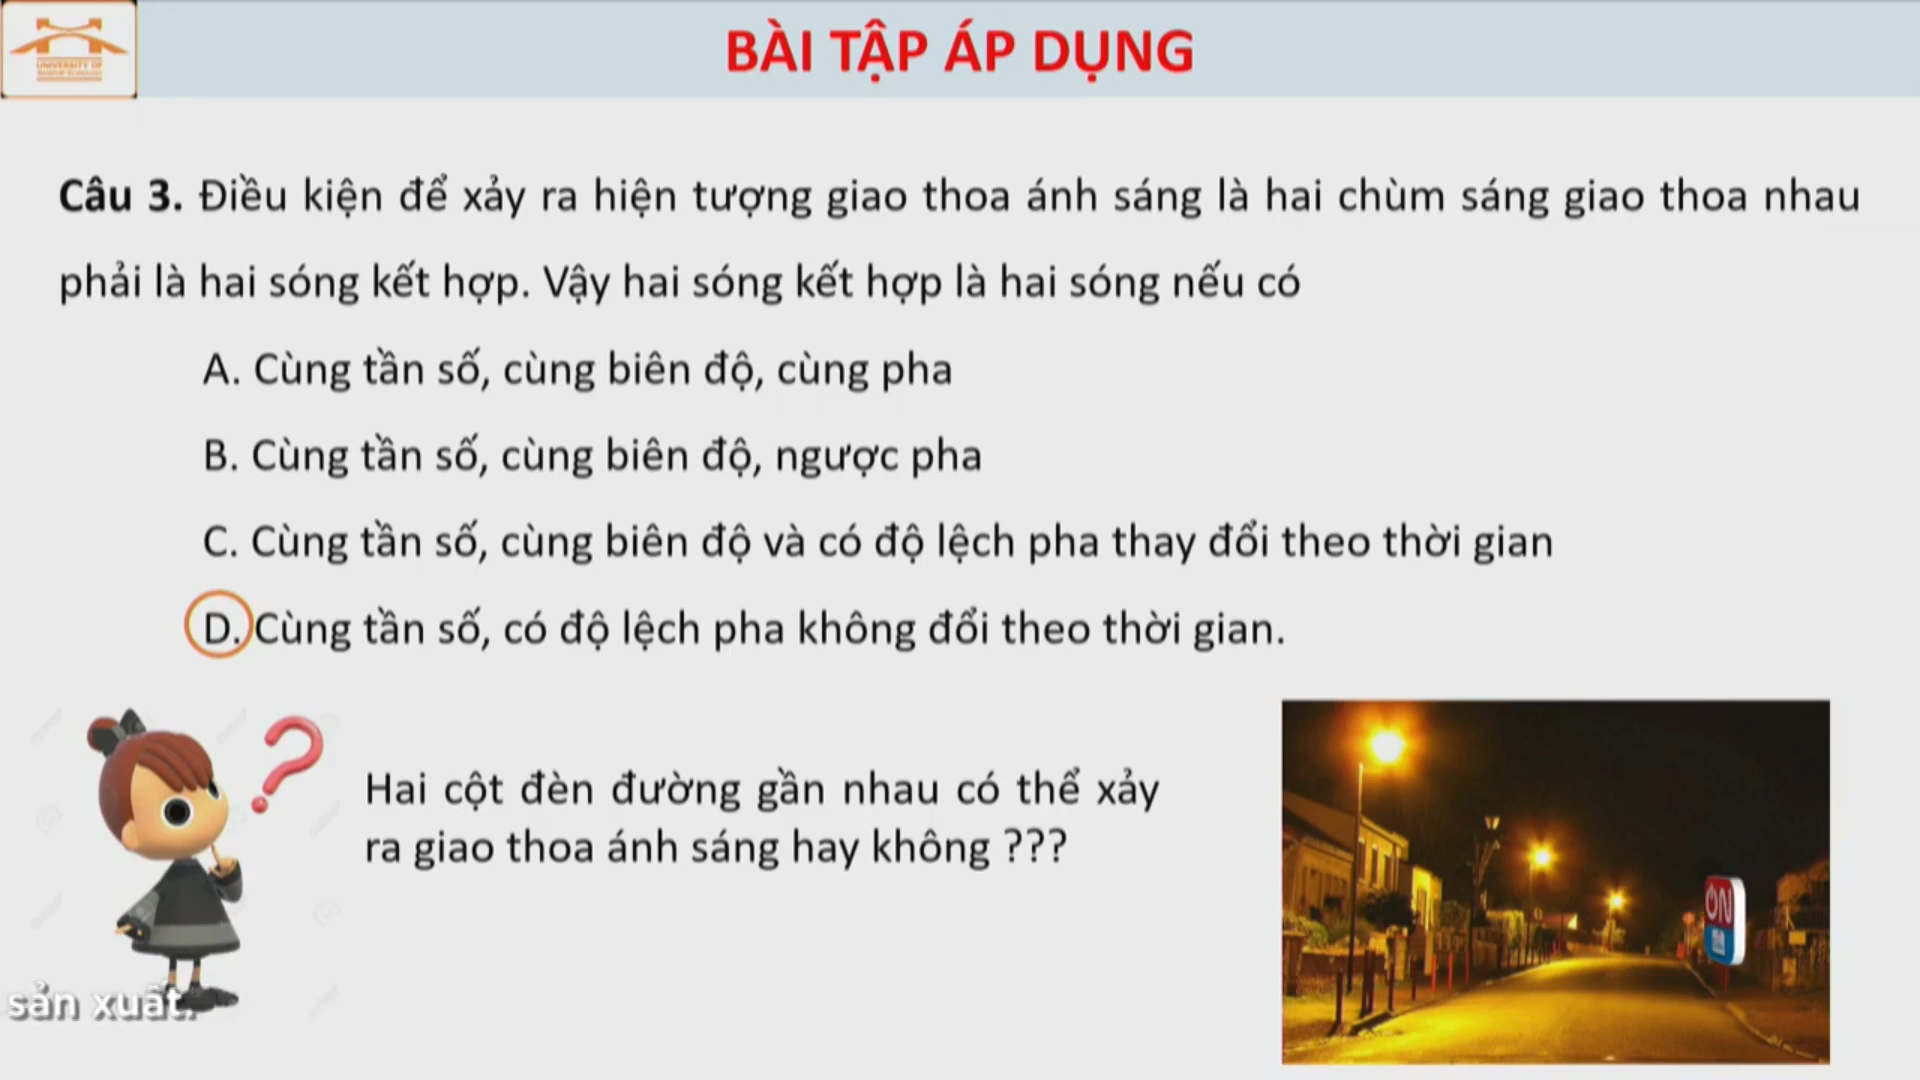 UNIVERSITY OF
BÀI TẬP ÁP DỤNG
Câu 3. Điều kiện để xảy ra hiện tượng giao thoa ánh sáng là hai chùm sáng giao thoa nhau
phải là hai sóng kết hợp. Vậy hai sóng kết hợp là hai sóng nếu có
A. Cùng tần số, cùng biên độ, cùng pha
B. Cùng tần số, cùng biên độ, ngược pha
C. Cùng tần số, cùng biên độ và có độ lệch pha thay đổi theo thời gian
D. Cùng tần số, có độ lệch pha không đổi theo thời gian.
Hai cột đèn đường gần nhau có thể xảy
ra giao thoa ánh sáng hay không ???
ON
sản xuất.